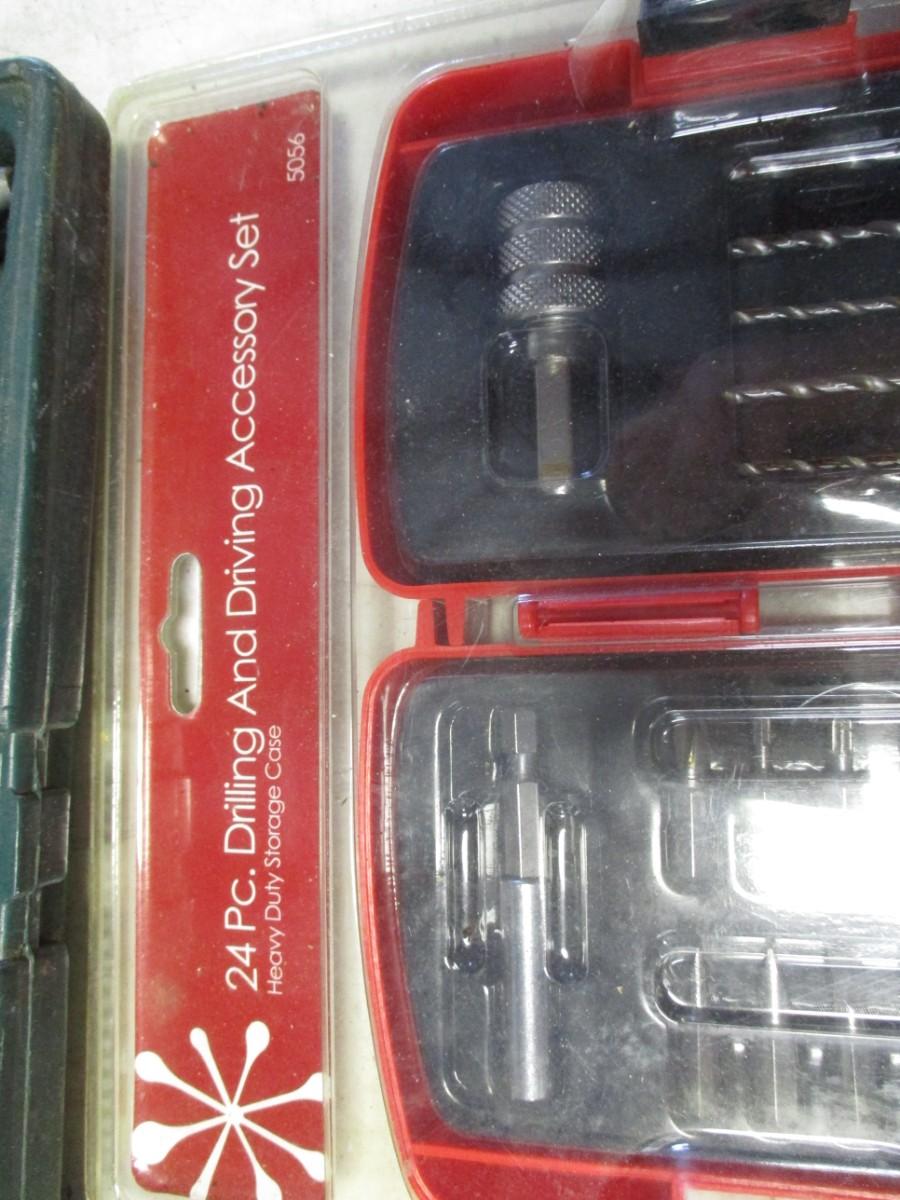 5056
24 Pc. Drilling And Driving Accessory Set
Heavy Duty Storage Case